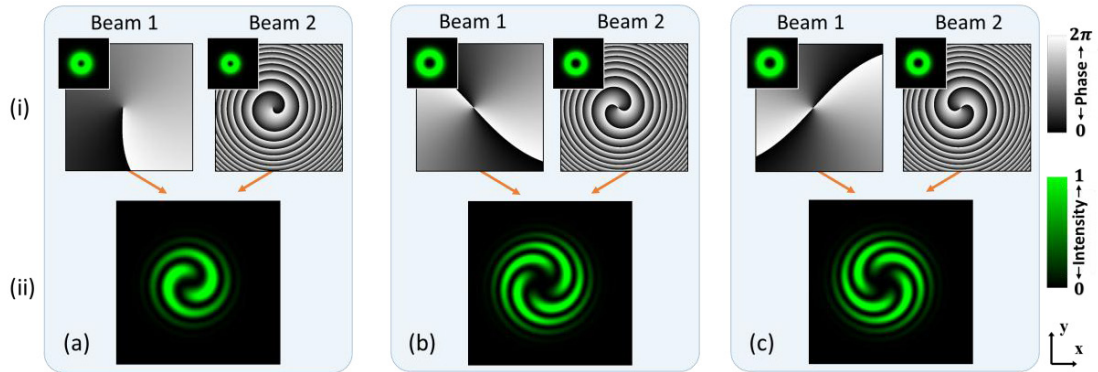 Beam 1 Beam 2
Beam 1 Beam 2
Beam 1 Beam 2
(i)
2π
←Phase→
0
1
←Intensity→
0
(ii)
(a)
(b)
(c)
y
x